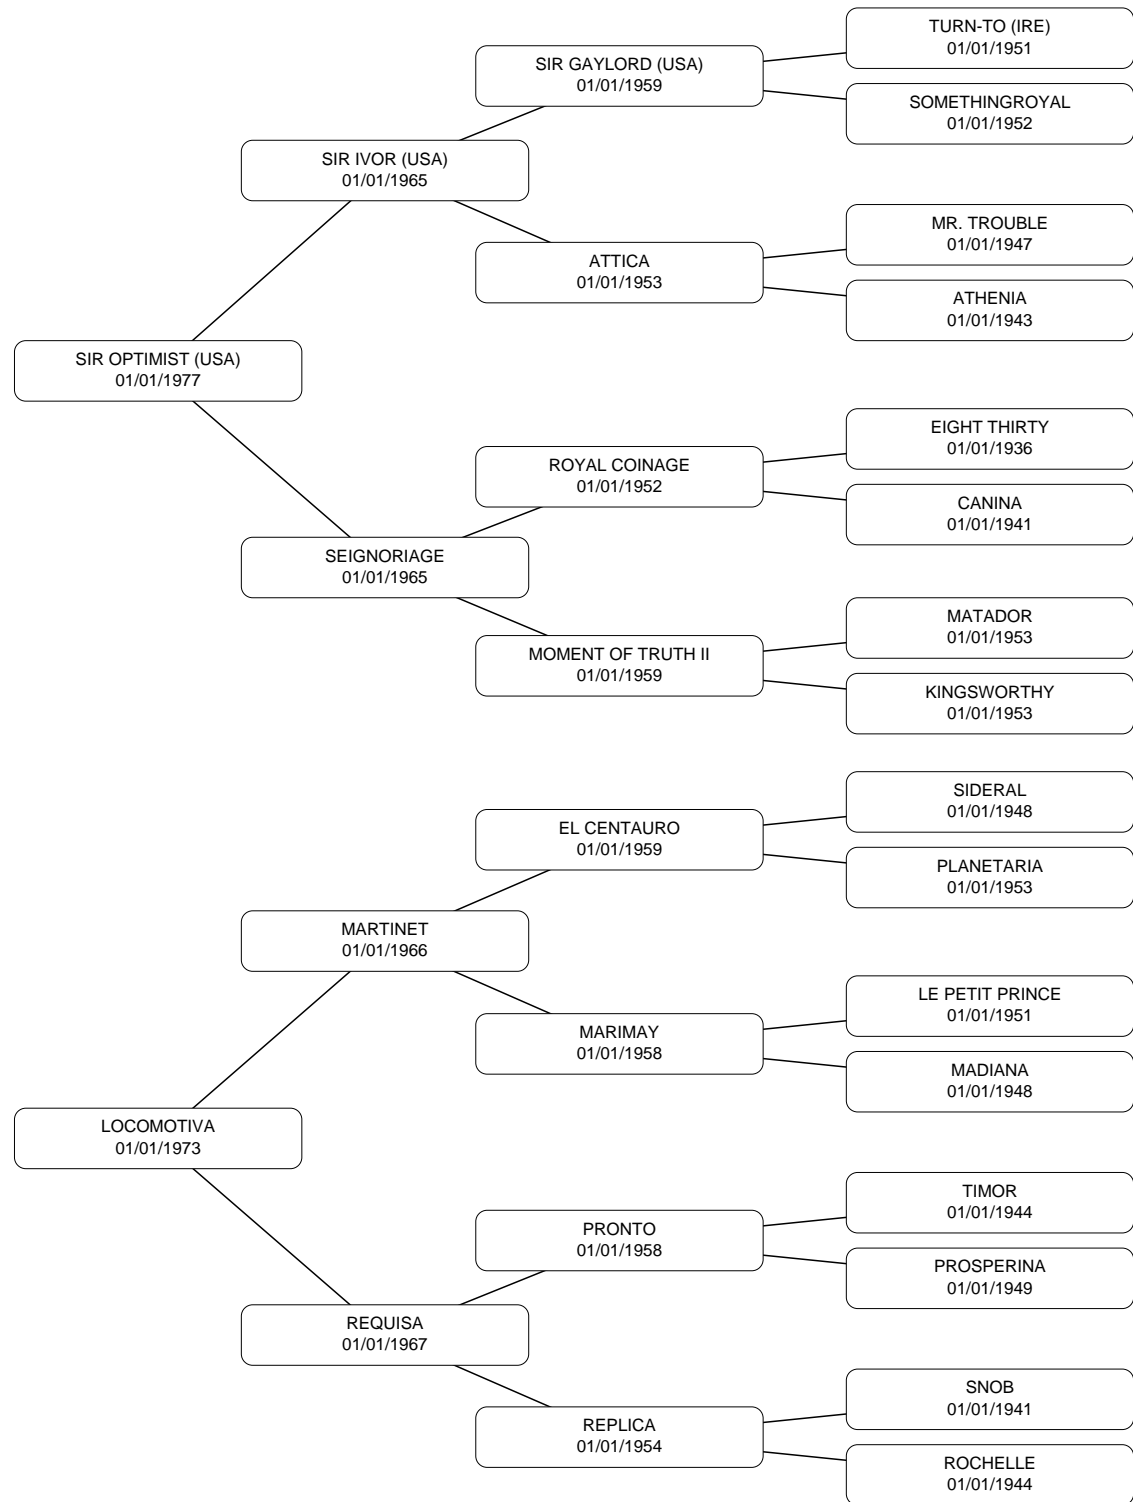 TURN-TO (IRE)
01/01/1951
SIR GAYLORD (USA)
01/01/1959
SOMETHINGROYAL
01/01/1952
SIR IVOR (USA)
01/01/1965
MR. TROUBLE
01/01/1947
ATTICA
01/01/1953
ATHENIA
01/01/1943
SIR OPTIMIST (USA)
01/01/1977
EIGHT THIRTY
01/01/1936
ROYAL COINAGE
01/01/1952
CANINA
01/01/1941
SEIGNORIAGE
01/01/1965
MATADOR
01/01/1953
MOMENT OF TRUTH II
01/01/1959
KINGSWORTHY
01/01/1953
SIDERAL
01/01/1948
EL CENTAURO
01/01/1959
PLANETARIA
01/01/1953
MARTINET
01/01/1966
LE PETIT PRINCE
01/01/1951
MARIMAY
01/01/1958
MADIANA
01/01/1948
LOCOMOTIVA
01/01/1973
TIMOR
01/01/1944
PRONTO
01/01/1958
PROSPERINA
01/01/1949
REQUISA
01/01/1967
SNOB
01/01/1941
REPLICA
01/01/1954
ROCHELLE
01/01/1944